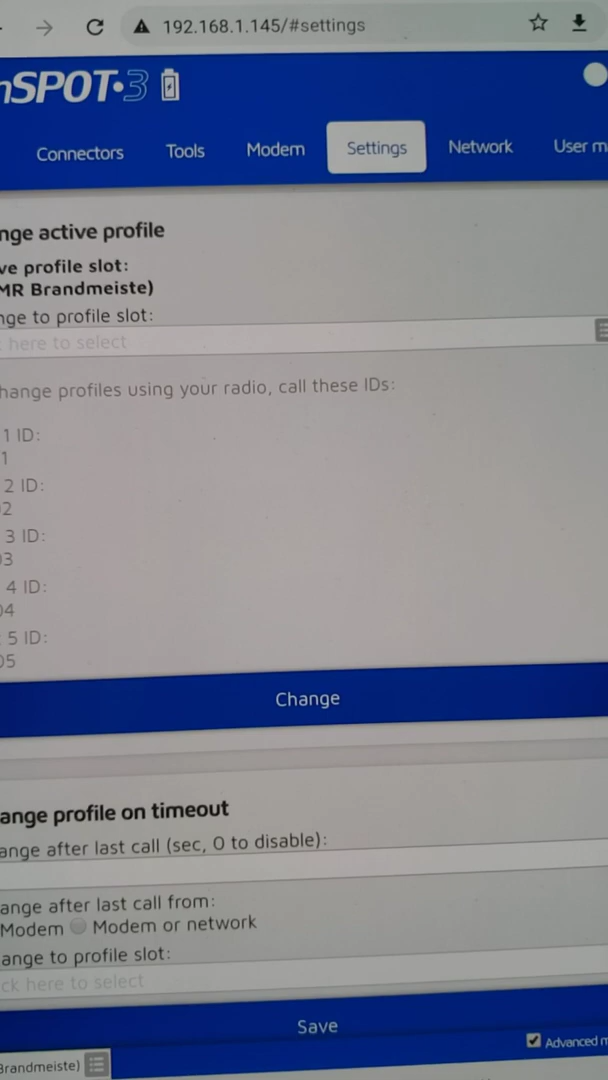 192.168.1.145/#settings
nSPOT•3
Connectors Tools Modem Settings Network User m
nge active profile
ve profile slot:
MR Brandmeiste)
nge to profile slot:
here to select
hange profiles using your radio, call these IDs:
1 ID:
1
2 ID:
02
3 ID:
03
4 ID:
04
5 ID:
05
Change
ange profile on timeout
ange after last call (sec, 0 to disable):
ange after last call from:
Modem Modem or network
ange to profile slot:
ck here to select
Save
Advanced m
Brandmeiste)